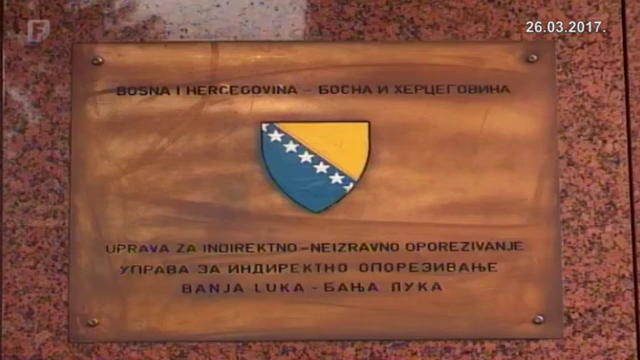 26.03.2017.
BOSNA I HERCEGOVINA – БОСНА И ХЕРЦЕГОВИНА
UPRAVA ZA INDIREKTNO – NEIZRAVNO OPOREZIVANJE
УПРАВА ЗА ИНДИРЕКТНО ОПОРЕЗИВАЊЕ
BANJA LUKA - БАЊА ЛУКА